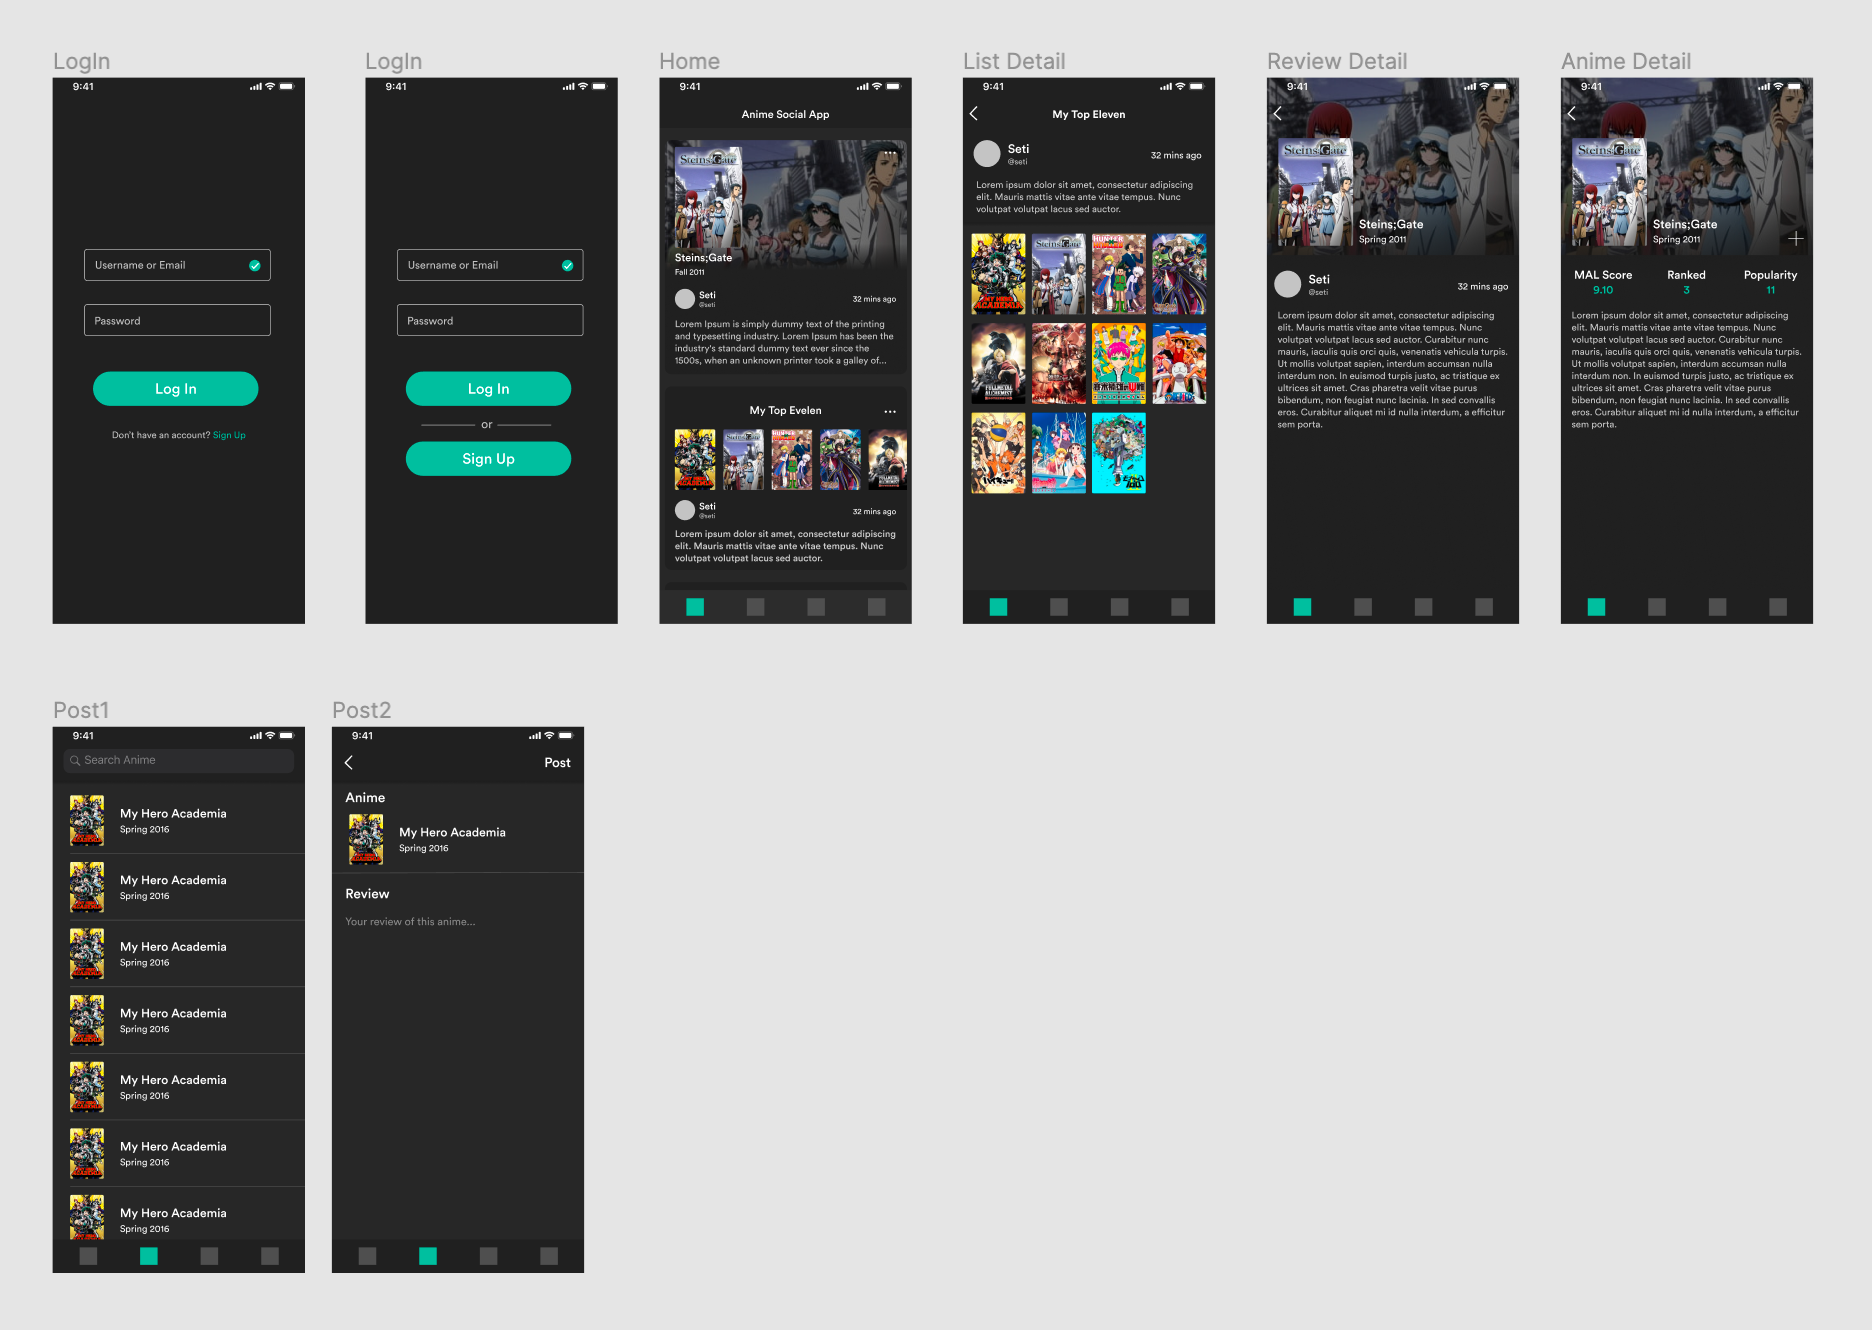 LogIn
9:41
Username or Email
Password
Log In
Don't have an account? Sign Up
LogIn
9:41
Username or Email
Password
Log In
or
Sign Up
Home
9:41
Anime Social App
Steins;Gate
Steins;Gate
Fall 2011
Seti
@seti
32 mins ago
Lorem Ipsum is simply dummy text of the printing
and typesetting industry. Lorem Ipsum has been the
industry's standard dummy text ever since the
1500s, when an unknown printer took a galley of...
My Top Evelen
Seti
@seti
32 mins ago
Lorem ipsum dolor sit amet, consectetur adipiscing
elit. Mauris mattis vitae ante vitae tempus. Nunc
volutpat volutpat lacus sed auctor.
List Detail
9:41
My Top Eleven
Seti
@seti
32 mins ago
Lorem ipsum dolor sit amet, consectetur adipiscing
elit. Mauris mattis vitae ante vitae tempus. Nunc
volutpat volutpat lacus sed auctor.
MY HERO
ACADEMIA
Steins;Gate
HUNTER
FULLMETAL
ALCHEMIST
ハイキュー!!
Review Detail
9:41
Steins;Gate
Steins;Gate
Spring 2011
Seti
@seti
32 mins ago
Lorem ipsum dolor sit amet, consectetur adipiscing
elit. Mauris mattis vitae ante vitae tempus. Nunc
volutpat volutpat lacus sed auctor. Curabitur nunc
mauris, iaculis quis orci quis, venenatis vehicula turpis.
Ut mollis volutpat sapien, interdum accumsan nulla
interdum non. In euismod turpis justo, ac tristique ex
ultrices sit amet. Cras pharetra velit vitae purus
bibendum, non feugiat nunc lacinia. In sed convallis
eros. Curabitur aliquet mi id nulla interdum, a efficitur
sem porta.
Anime Detail
9:41
Steins;Gate
Steins;Gate
Spring 2011
MAL Score
9.10
Ranked
3
Popularity
11
Lorem ipsum dolor sit amet, consectetur adipiscing
elit. Mauris mattis vitae ante vitae tempus. Nunc
volutpat volutpat lacus sed auctor. Curabitur nunc
mauris, iaculis quis orci quis, venenatis vehicula turpis.
Ut mollis volutpat sapien, interdum accumsan nulla
interdum non. In euismod turpis justo, ac tristique ex
ultrices sit amet. Cras pharetra velit vitae purus
bibendum, non feugiat nunc lacinia. In sed convallis
eros. Curabitur aliquet mi id nulla interdum, a efficitur
sem porta.
Post1
9:41
Search Anime
My Hero Academia
Spring 2016
My Hero Academia
Spring 2016
My Hero Academia
Spring 2016
My Hero Academia
Spring 2016
My Hero Academia
Spring 2016
My Hero Academia
Spring 2016
My Hero Academia
Spring 2016
Post2
9:41
Post
Anime
My Hero Academia
Spring 2016
Review
Your review of this anime...